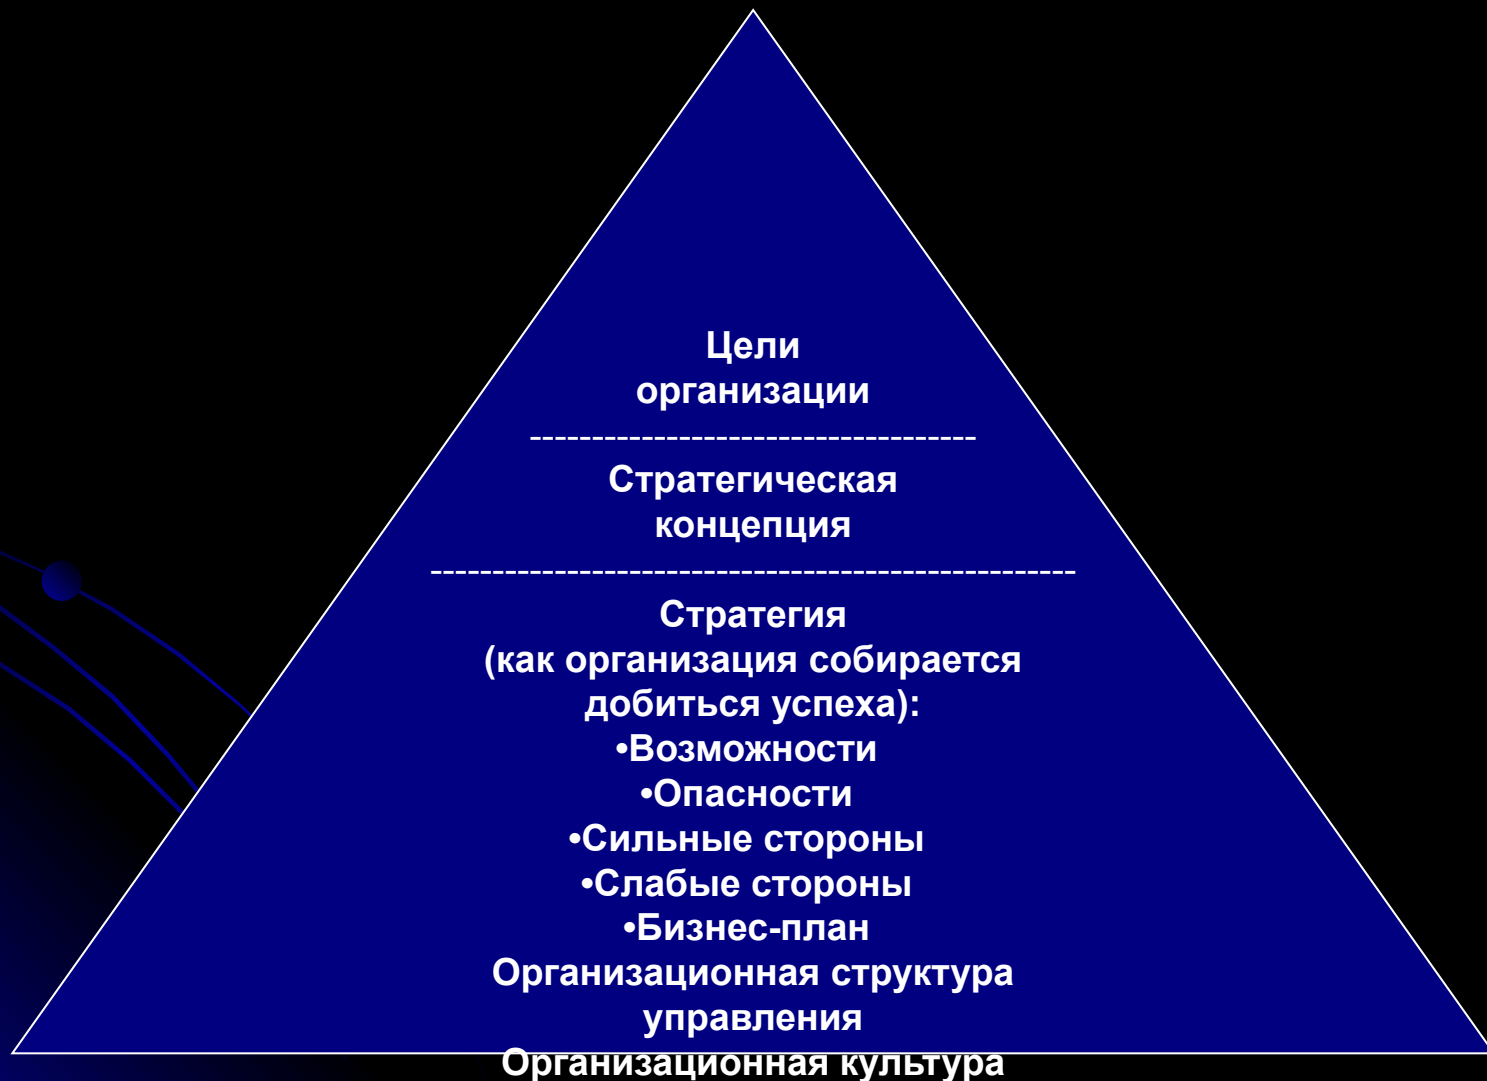 Цели
организации
------------------------------------
Стратегическая
концепция
----------------------------------------------------
Стратегия
(как организация собирается
добиться успеха):
•Возможности
•Опасности
•Сильные стороны
•Слабые стороны
•Бизнес-план
Организационная структура
управления
Организационная культура